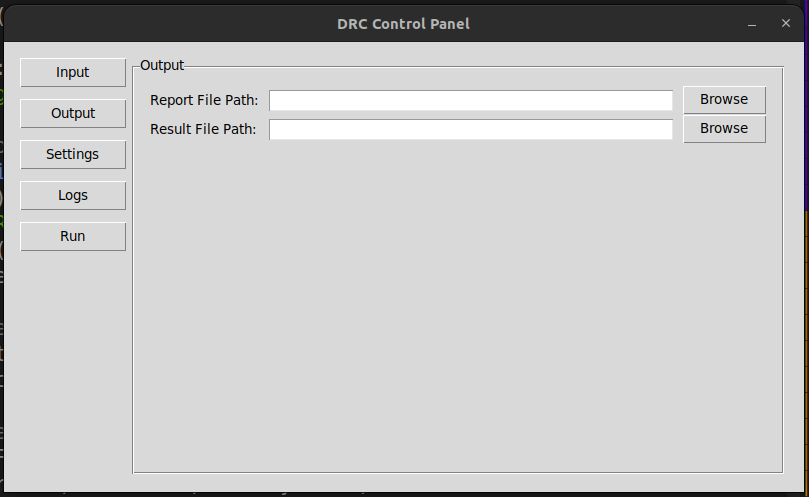 DRC Control Panel
Input
Output
Settings
Logs
Run
Output
Report File Path:
Browse
Result File Path:
Browse